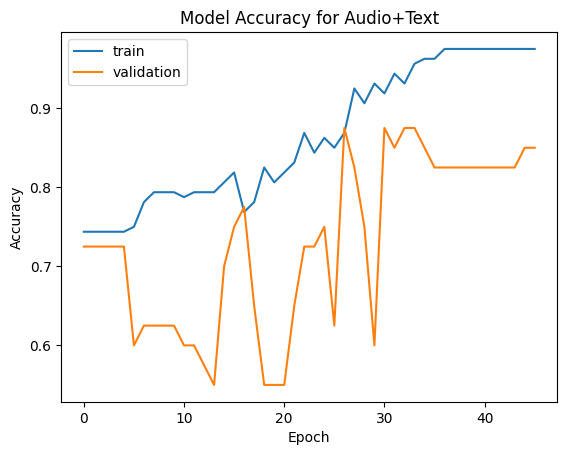 Model Accuracy for Audio+Text
train
validation
Accuracy
0.9
0.8
0.7
0.6
0
10
20
30
40
Epoch